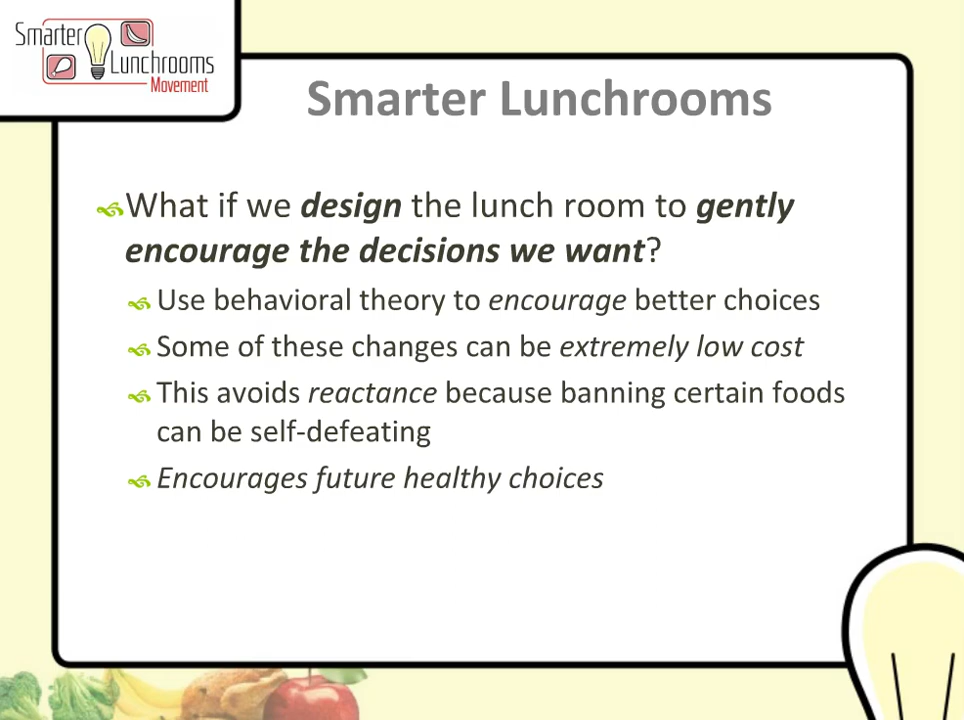 Smarter
Lunchrooms
Movement
Smarter Lunchrooms
What if we design the lunch room to gently
encourage the decisions we want?
Use behavioral theory to encourage better choices
Some of these changes can be extremely low cost
This avoids reactance because banning certain foods
can be self-defeating
Encourages future healthy choices